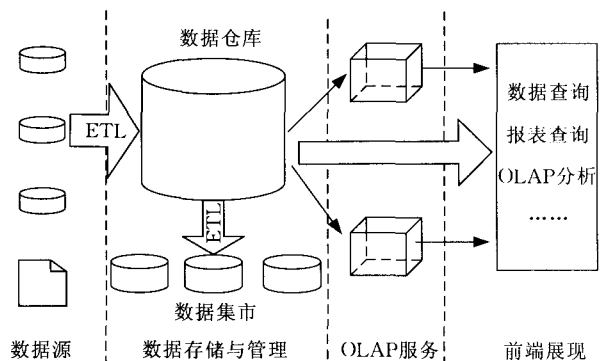 数据仓库
ETL
数据查询
报表查询
OLAP分析
……
ETL
数据集市
数据源
数据存储与管理
OLAP服务
前端展现